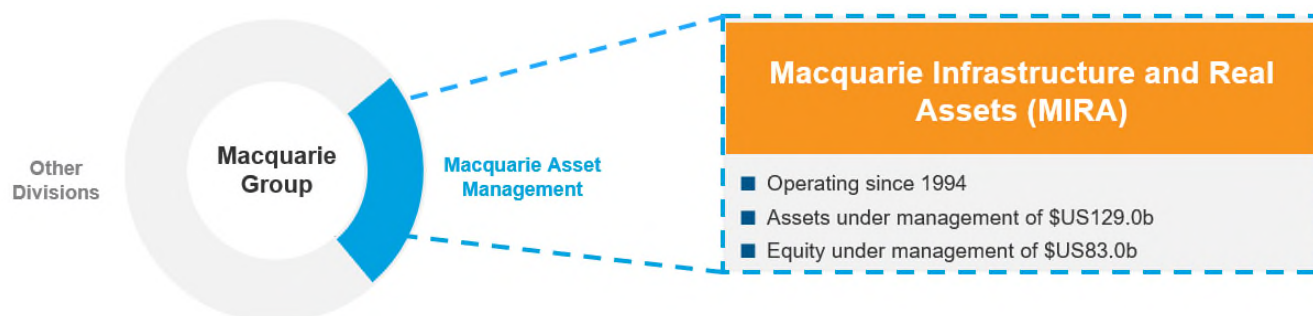 Other
Divisions
Macquarie
Group
Macquarie Asset
Management
Macquarie Infrastructure and Real
Assets (MIRA)
Operating since 1994
Assets under management of $US129.0b
Equity under management of $US83.0b